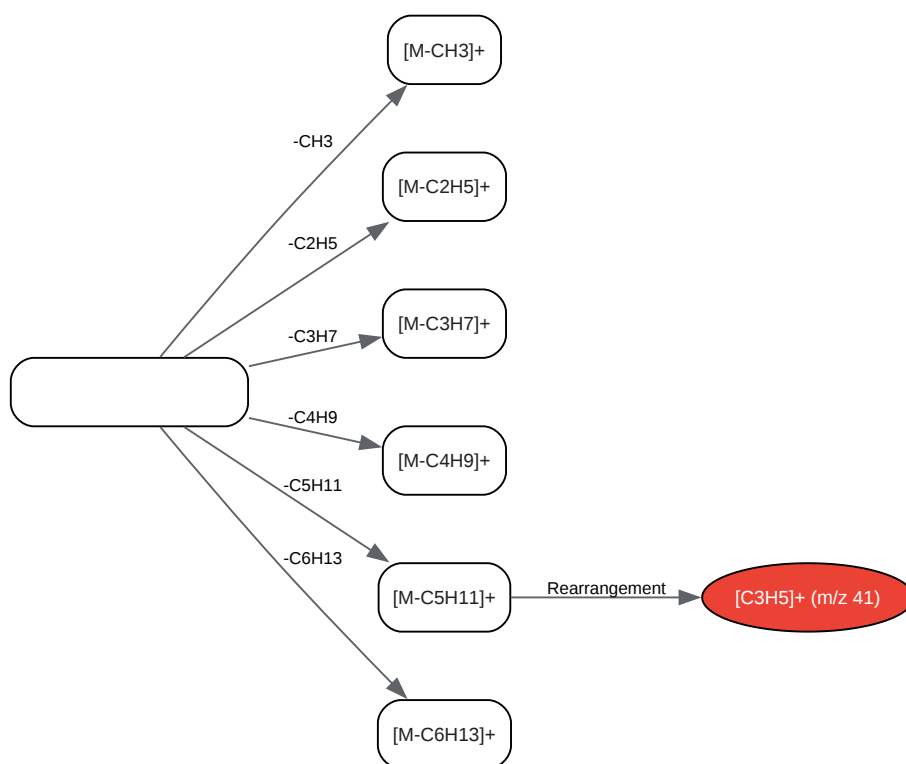 [M-CH3]+
-CH3
[M-C2H5]+
-C2H5
[M-C3H7]+
-C3H7
-C4H9
[M-C4H9]+
-C5H11
-C6H13
[M-C5H11]+
Rearrangement
[C3H5]+ (m/z 41)
[M-C6H13]+